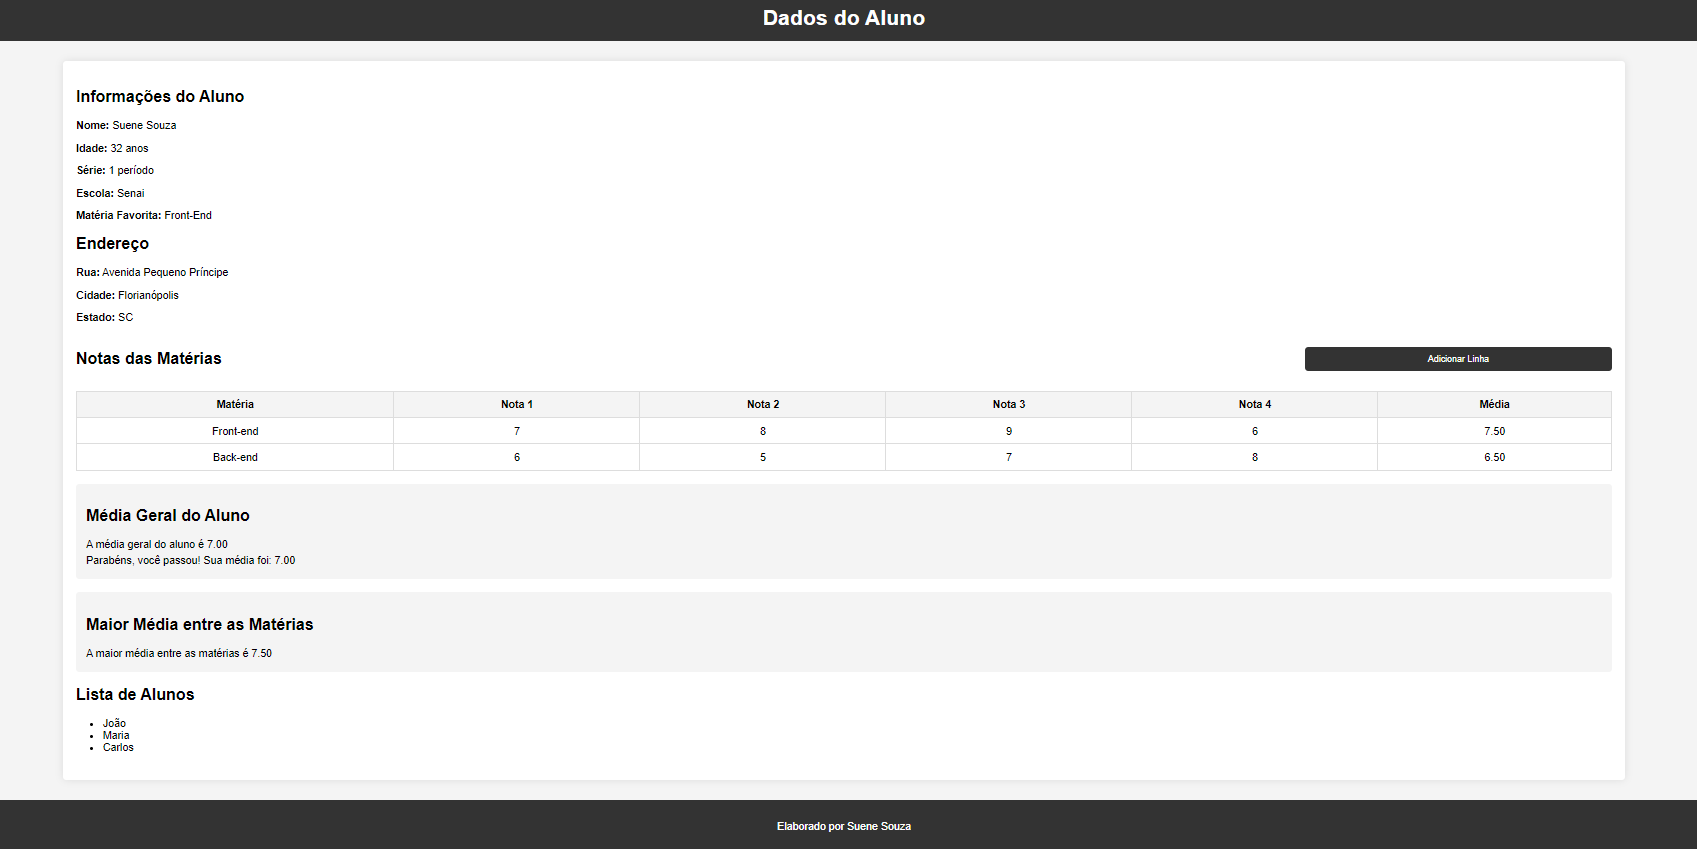 Dados do Aluno
Informações do Aluno
Nome: Suene Souza
Idade: 32 anos
Série: 1 período
Escola: Senai
Matéria Favorita: Front-End
Endereço
Rua: Avenida Pequeno Príncipe
Cidade: Florianópolis
Estado: SC
Notas das Matérias Adicionar Linha
Matéria Nota 1 Nota 2 Nota 3 Nota 4 Média
Front-end 7 8 9 6 7.50
Back-end 6 5 7 8 6.50
Média Geral do Aluno
A média geral do aluno é 7.00
Parabéns, você passou! Sua média foi: 7.00
Maior Média entre as Matérias
A maior média entre as matérias é 7.50
Lista de Alunos
• João
• Maria
• Carlos
Elaborado por Suene Souza